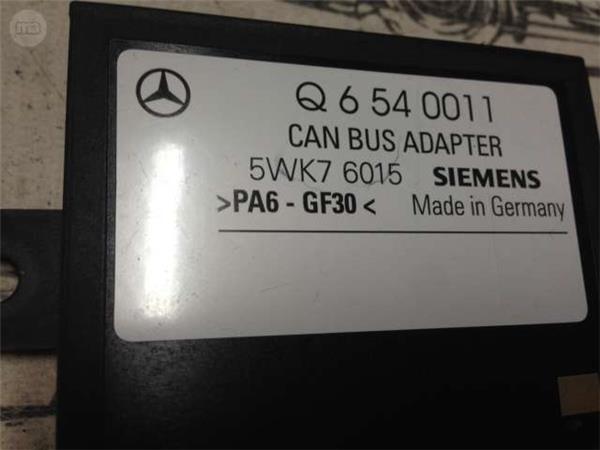 Q 6 54 0011
CAN BUS ADAPTER
5WK7 6015 SIEMENS
>PA6 - GF30 < Made in Germany